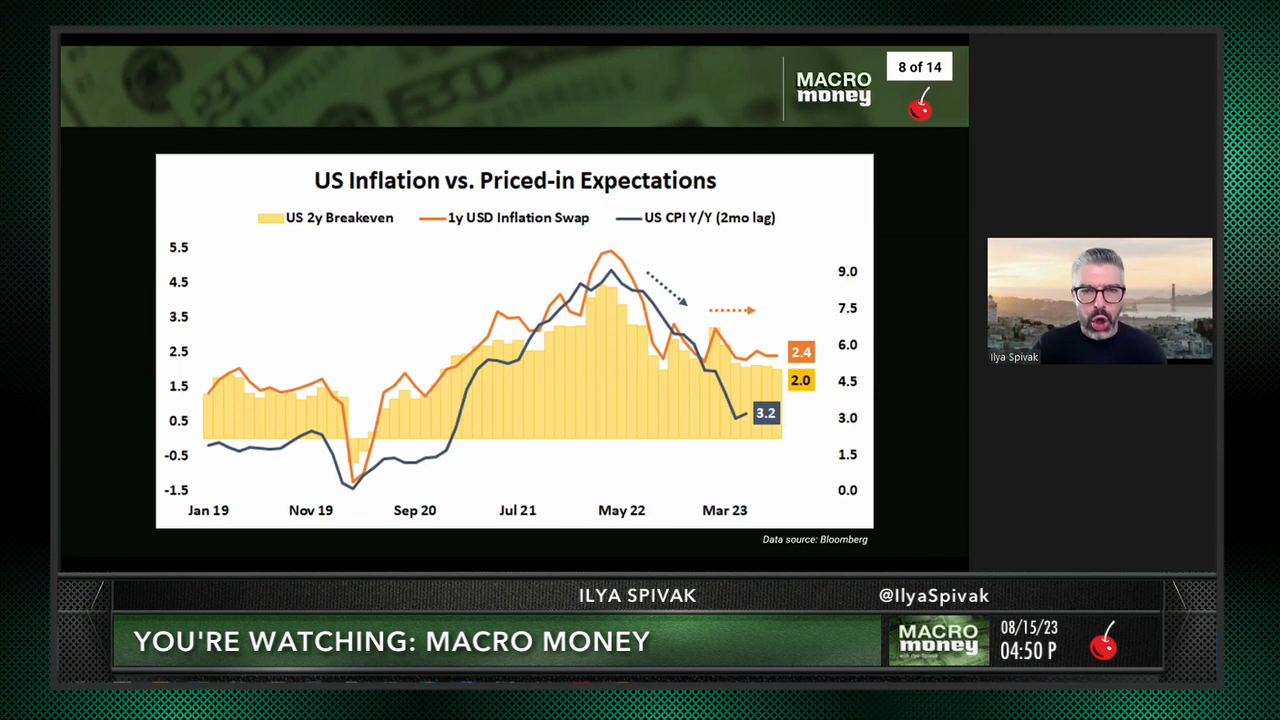 MACRO
money
8 of 14
US Inflation vs. Priced-in Expectations
US 2y Breakeven
1y USD Inflation Swap
US CPI Y/Y (2mo lag)
5.5
4.5
3.5
2.5
1.5
0.5
-0.5
-1.5
9.0
7.5
6.0
4.5
3.0
1.5
0.0
2.4
2.0
3.2
Jan 19
Nov 19
Sep 20
Jul 21
May 22
Mar 23
Data source: Bloomberg
Ilya Spivak
ILYA SPIVAK
@IlyaSpivak
YOU'RE WATCHING: MACRO MONEY
MACRO
money
with Ilya Spivak
08/15/23
04:50 P